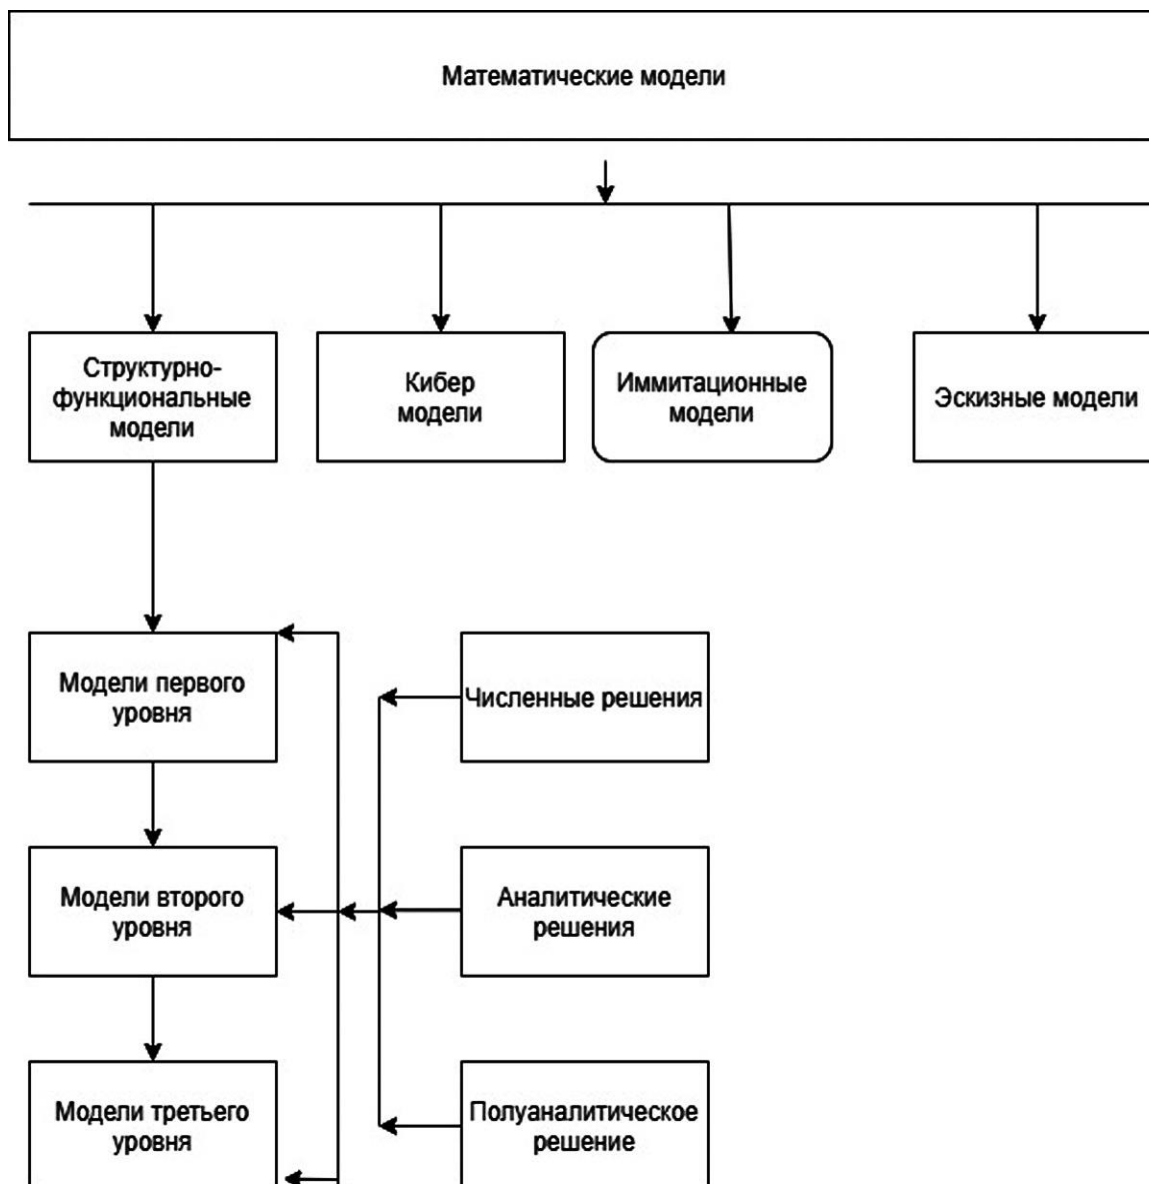 Математические модели
Структурно-
функциональные
модели
Кибер
модели
Иммитационные
модели
Эскизные модели
Модели первого
уровня
Численные решения
Модели второго
уровня
Аналитические
решения
Модели третьего
уровня
Полуаналитическое
решение